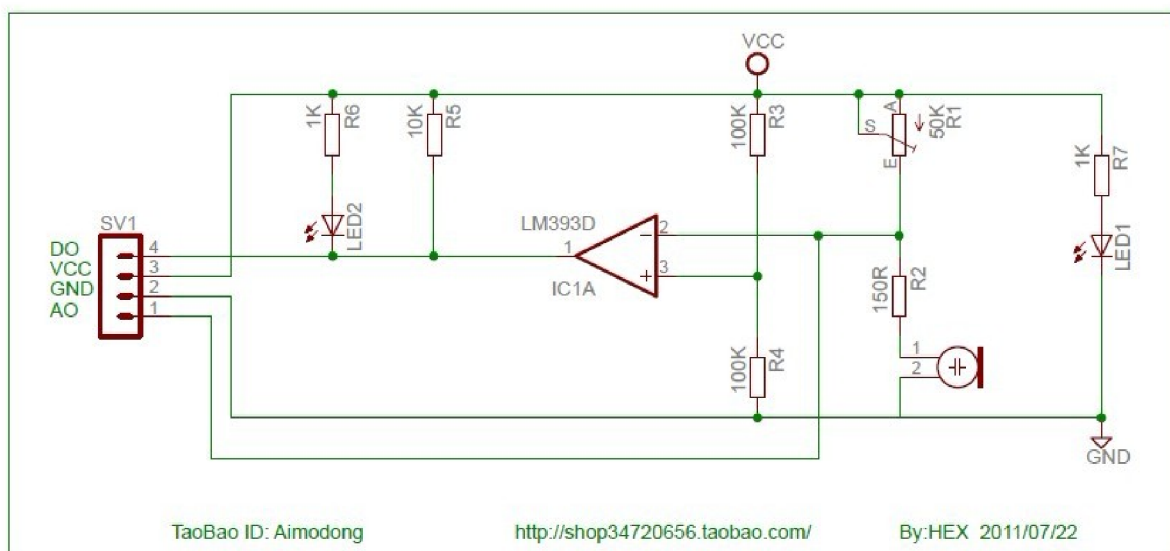 VCC
1K
R6
10K
R5
100K
R3
A
S
E
50K
R1
1K
R7
SV1
LED2
LM393D
2
LED1
DO
4
1
VCC
3
3
GND
2
IC1A
150R
R2
AO
1
100K
R4
1
2
GND
TaoBao ID: Aimodong
http://shop34720656.taobao.com/
By:HEX 2011/07/22